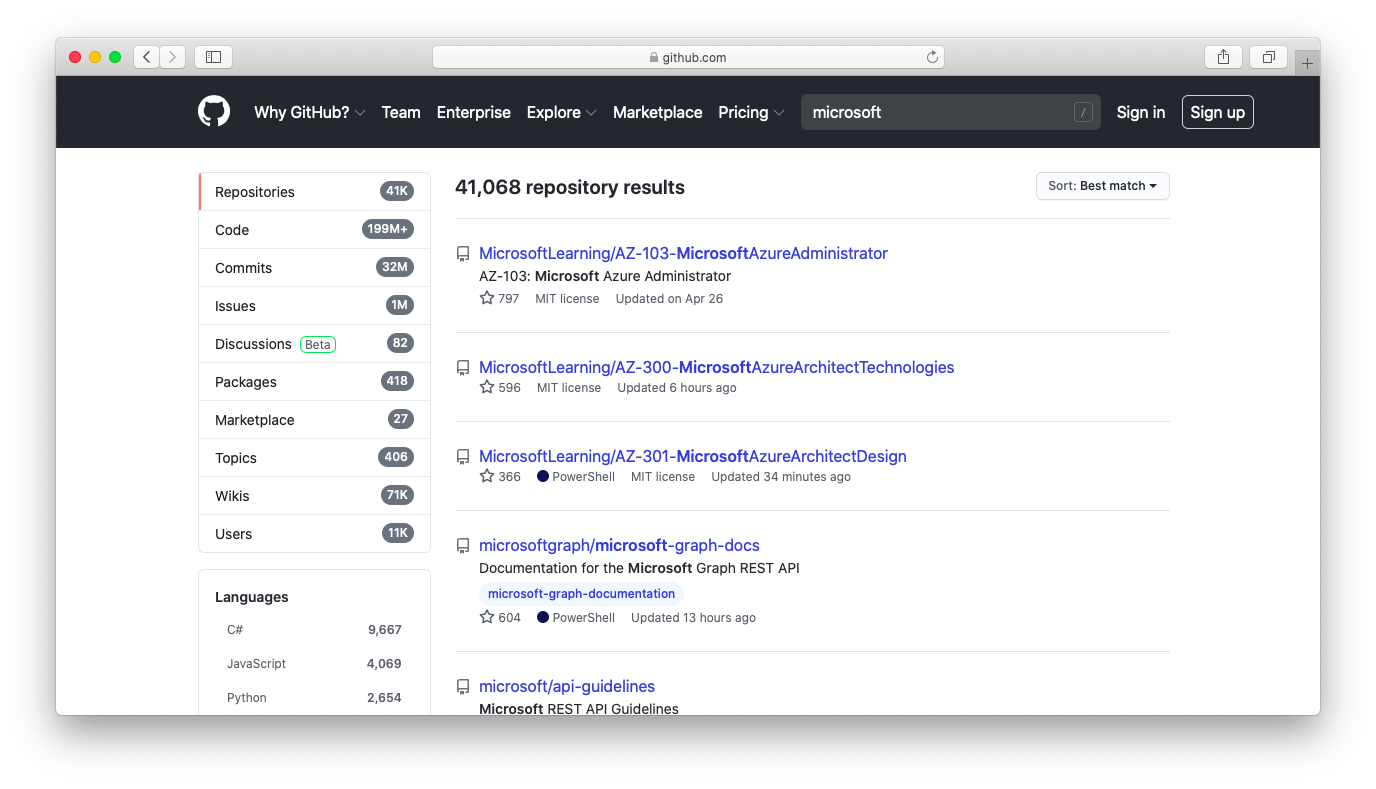 github.com
Why GitHub? Team Enterprise Explore Marketplace Pricing microsoft / Sign in Sign up
Repositories 41K
Code 199M+
Commits 32M
Issues 1M
Discussions Beta 82
Packages 418
Marketplace 27
Topics 406
Wikis 71K
Users 11K
Languages
C# 9,667
JavaScript 4,069
Python 2,654
41,068 repository results
Sort: Best match
MicrosoftLearning/AZ-103-MicrosoftAzureAdministrator
AZ-103: Microsoft Azure Administrator
797 MIT license Updated on Apr 26
MicrosoftLearning/AZ-300-MicrosoftAzureArchitectTechnologies
596 MIT license Updated 6 hours ago
MicrosoftLearning/AZ-301-MicrosoftAzureArchitectDesign
366 PowerShell MIT license Updated 34 minutes ago
microsoftgraph/microsoft-graph-docs
Documentation for the Microsoft Graph REST API
microsoft-graph-documentation
604 PowerShell Updated 13 hours ago
microsoft/api-guidelines
Microsoft REST API Guidelines